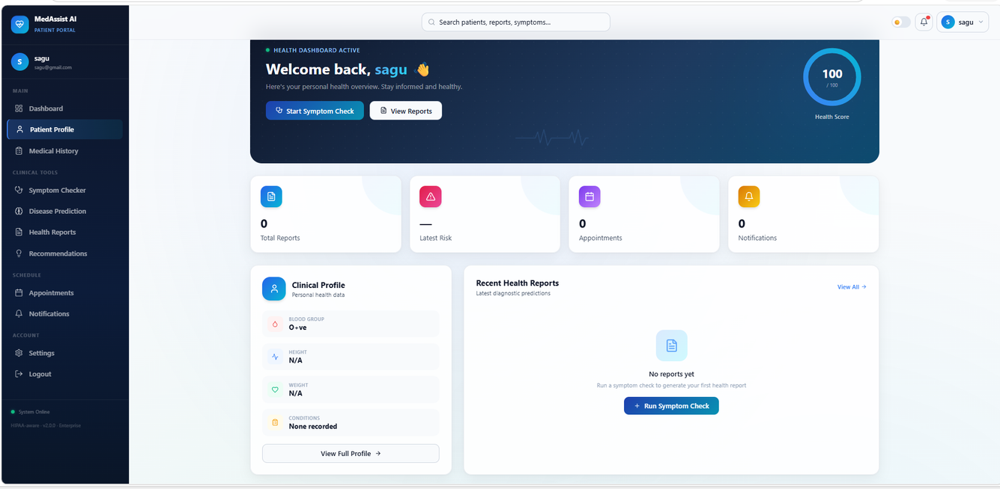 MedAssist AI
PATIENT PORTAL
S
sagu
sagu@gmail.com
MAIN
Dashboard
Patient Profile
Medical History
CLINICAL TOOLS
Symptom Checker
Disease Prediction
Health Reports
Recommendations
SCHEDULE
Appointments
Notifications
ACCOUNT
Settings
Logout
System Online
HIPAA-aware · v2.0.0 · Enterprise
Search patients, reports, symptoms...
S sagu
HEALTH DASHBOARD ACTIVE
Welcome back, sagu 👋
Here's your personal health overview. Stay informed and healthy.
Start Symptom Check
View Reports
100
/ 100
Health Score
0
Total Reports
—
Latest Risk
0
Appointments
0
Notifications
Clinical Profile
Personal health data
BLOOD GROUP
O+ve
HEIGHT
N/A
WEIGHT
N/A
CONDITIONS
None recorded
View Full Profile →
Recent Health Reports
Latest diagnostic predictions
View All →
No reports yet
Run a symptom check to generate your first health report
+ Run Symptom Check